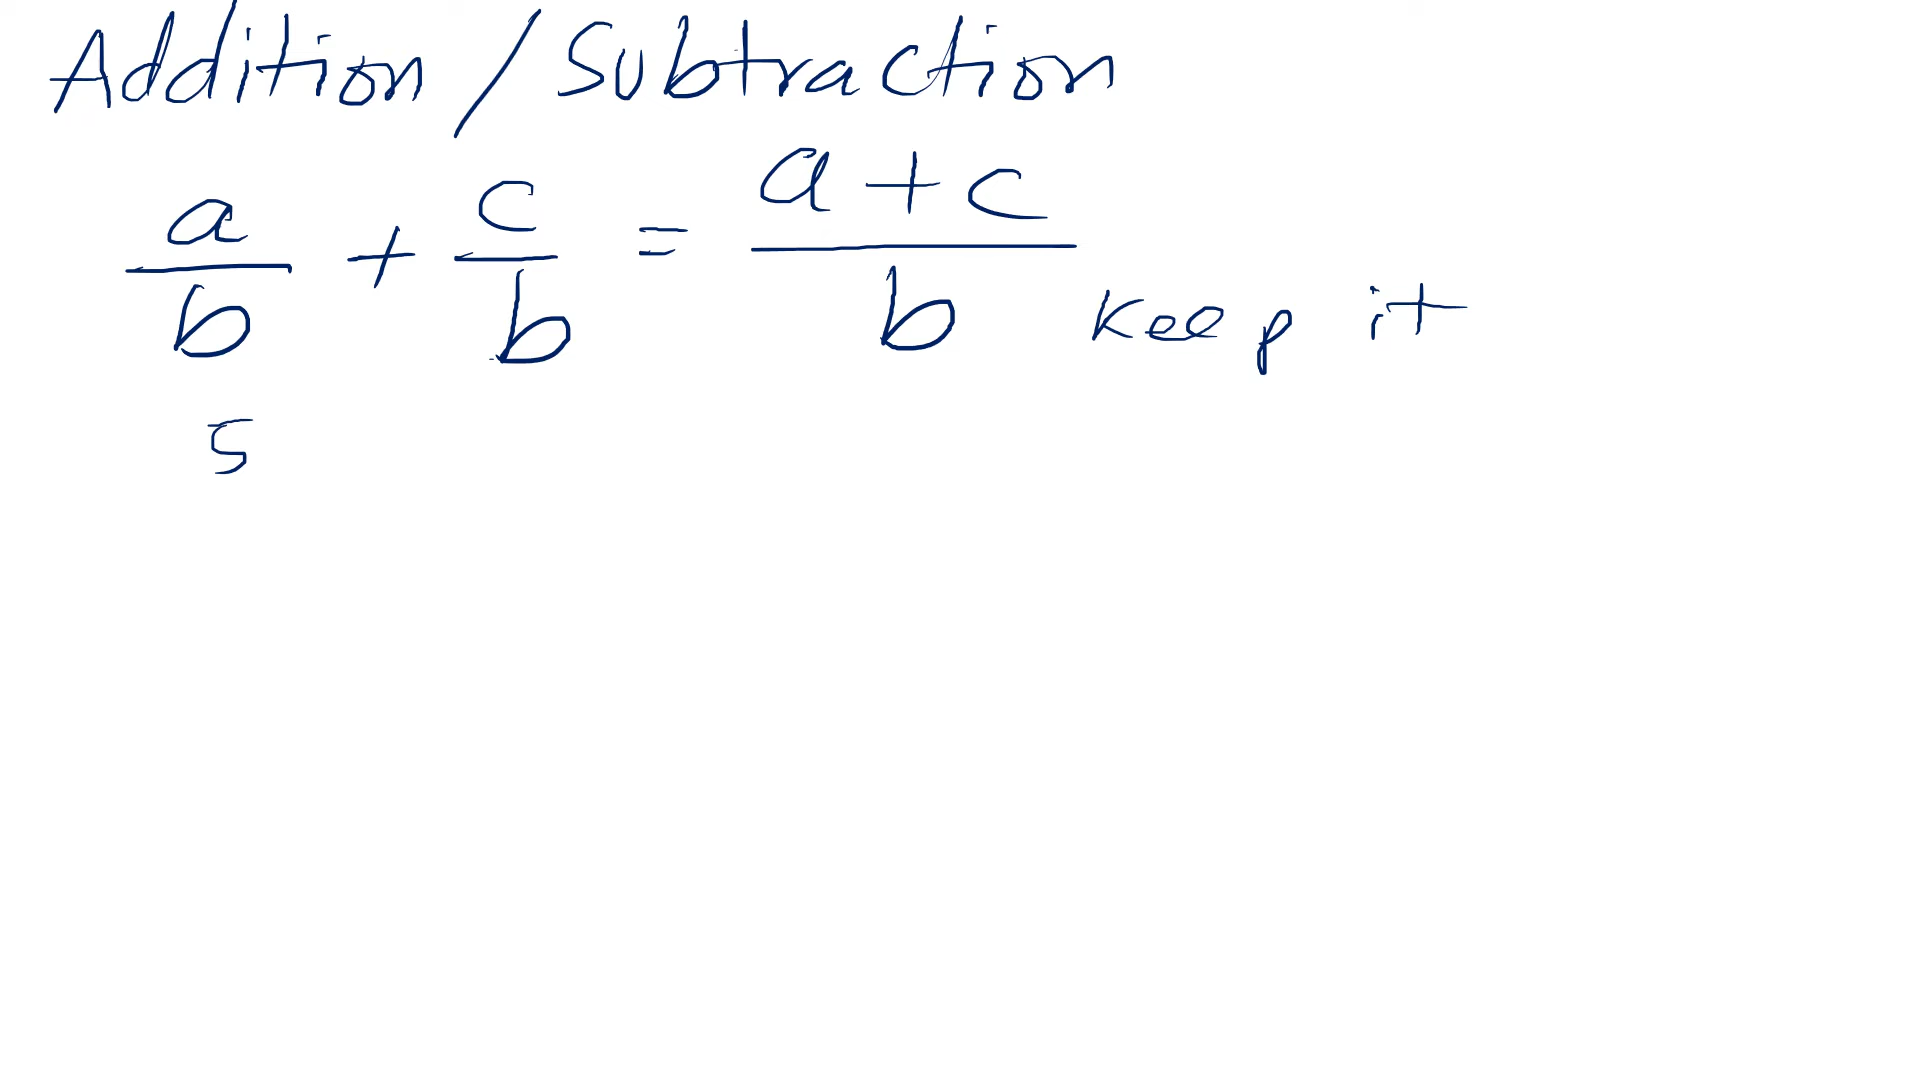 Addition / Subtraction
a/b + c/b = a+c/b keep it
5